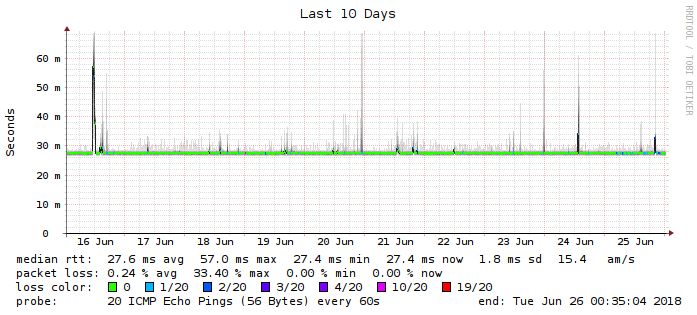 Last 10 Days
RRDTOOL / TOBI OETIKER
Seconds
60 m
50 m
40 m
30 m
20 m
10 m
0
16 Jun 17 Jun 18 Jun 19 Jun 20 Jun 21 Jun 22 Jun 23 Jun 24 Jun 25 Jun
median rtt: 27.6 ms avg 57.0 ms max 27.4 ms min 27.4 ms now 1.8 ms sd 15.4 am/s
packet loss: 0.24 % avg 33.40 % max 0.00 % min 0.00 % now
loss color: 0 1/20 2/20 3/20 4/20 10/20 19/20
probe: 20 ICMP Echo Pings (56 Bytes) every 60s end: Tue Jun 26 00:35:04 2018